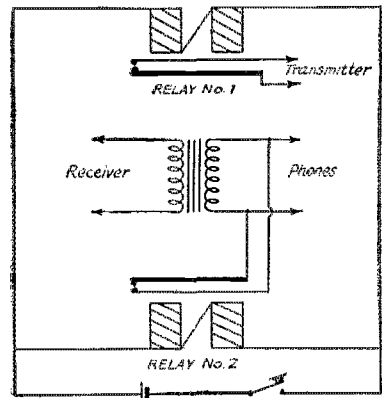 Transmitter
RELAY No.1
Receiver
Phones
RELAY No.2